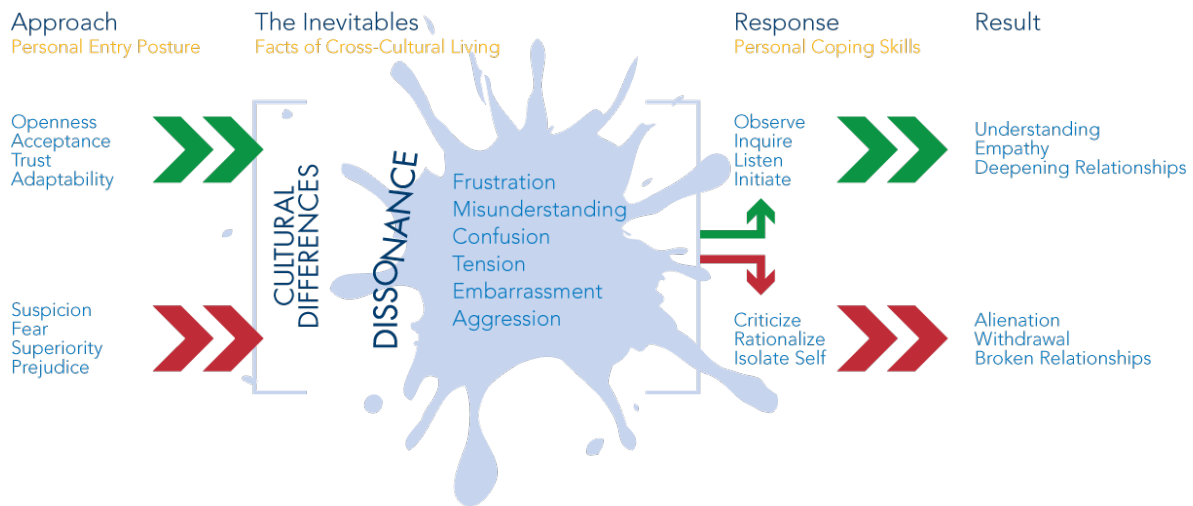 Approach
Personal Entry Posture
The Inevitables
Facts of Cross-Cultural Living
Response
Personal Coping Skills
Result
Openness
Acceptance
Trust
Adaptability
Suspicion
Fear
Superiority
Prejudice
CULTURAL
DIFFERENCES
DISSONANCE
Frustration
Misunderstanding
Confusion
Tension
Embarrassment
Aggression
Observe
Inquire
Listen
Initiate
Criticize
Rationalize
Isolate Self
Understanding
Empathy
Deepening Relationships
Alienation
Withdrawal
Broken Relationships